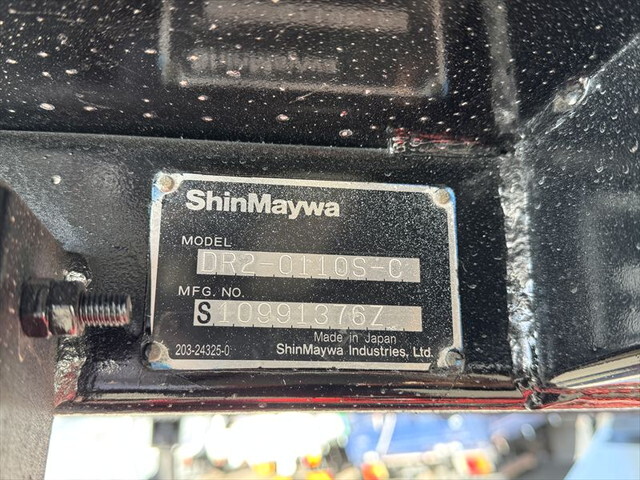 ShinMaywa
MODEL
DR2-0110S-C
MFG. NO.
S10991376Z
Made in Japan
203-24325-0 ShinMaywa Industries, Ltd.